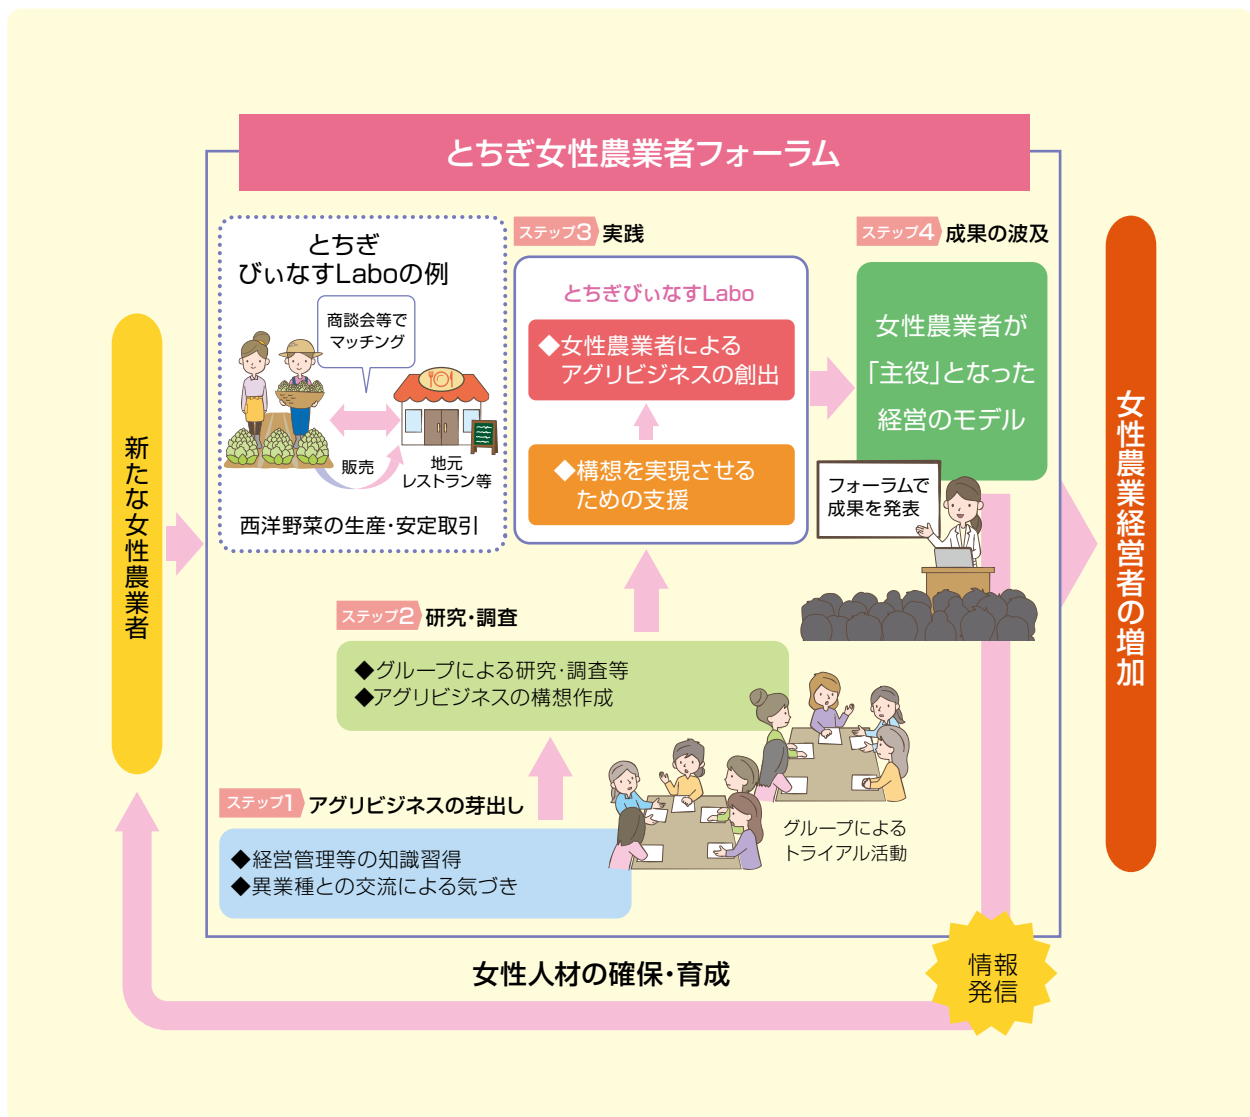 とちぎ女性農業者フォーラム
とちぎ
びぃなすLaboの例
商談会等で
マッチング
販売
地元
レストラン等
西洋野菜の生産・安定取引
ステップ3 実践
とちぎびぃなすLabo
◆女性農業者による
アグリビジネスの創出
◆構想を実現させる
ための支援
ステップ4 成果の波及
女性農業者が
「主役」となった
経営のモデル
フォーラムで
成果を発表
新たな女性農業者
女性農業経営者の増加
ステップ2 研究・調査
◆グループによる研究・調査等
◆アグリビジネスの構想作成
ステップ1 アグリビジネスの芽出し
◆経営管理等の知識習得
◆異業種との交流による気づき
グループによる
トライアル活動
女性人材の確保・育成
情報
発信